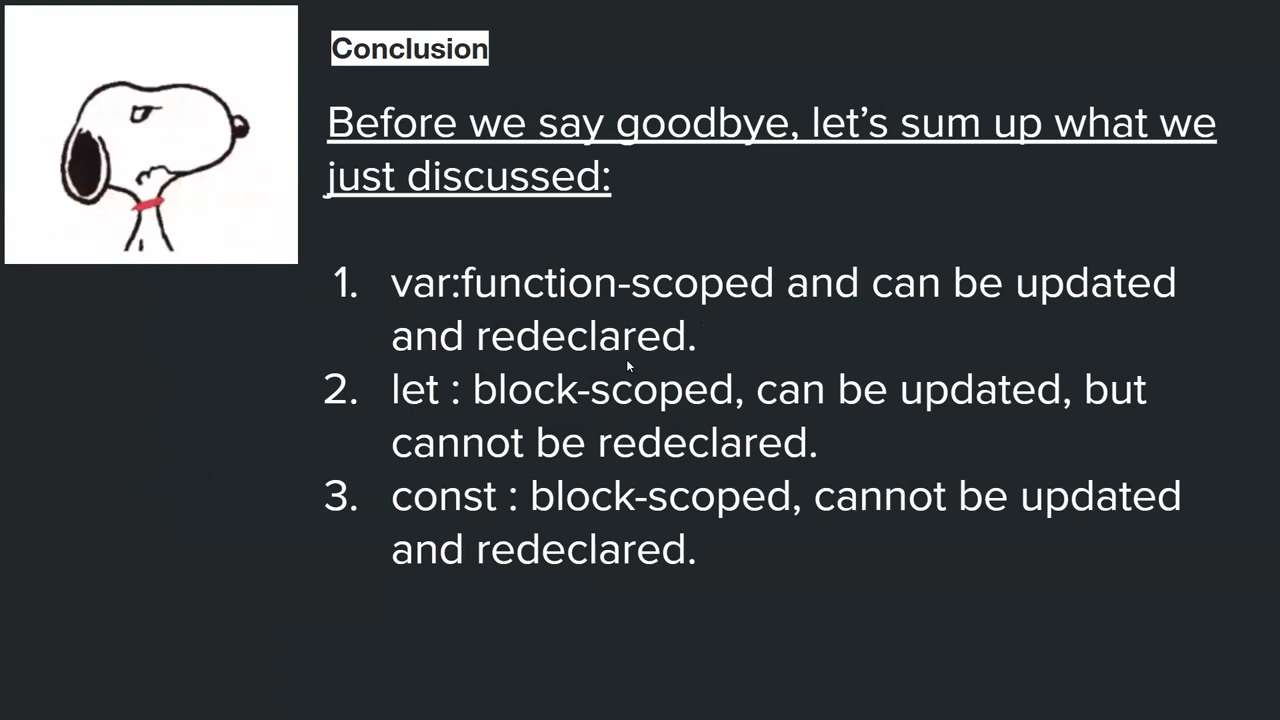 Conclusion
Before we say goodbye, let’s sum up what we
just discussed:
1. var:function-scoped and can be updated
and redeclared.
2. let : block-scoped, can be updated, but
cannot be redeclared.
3. const : block-scoped, cannot be updated
and redeclared.